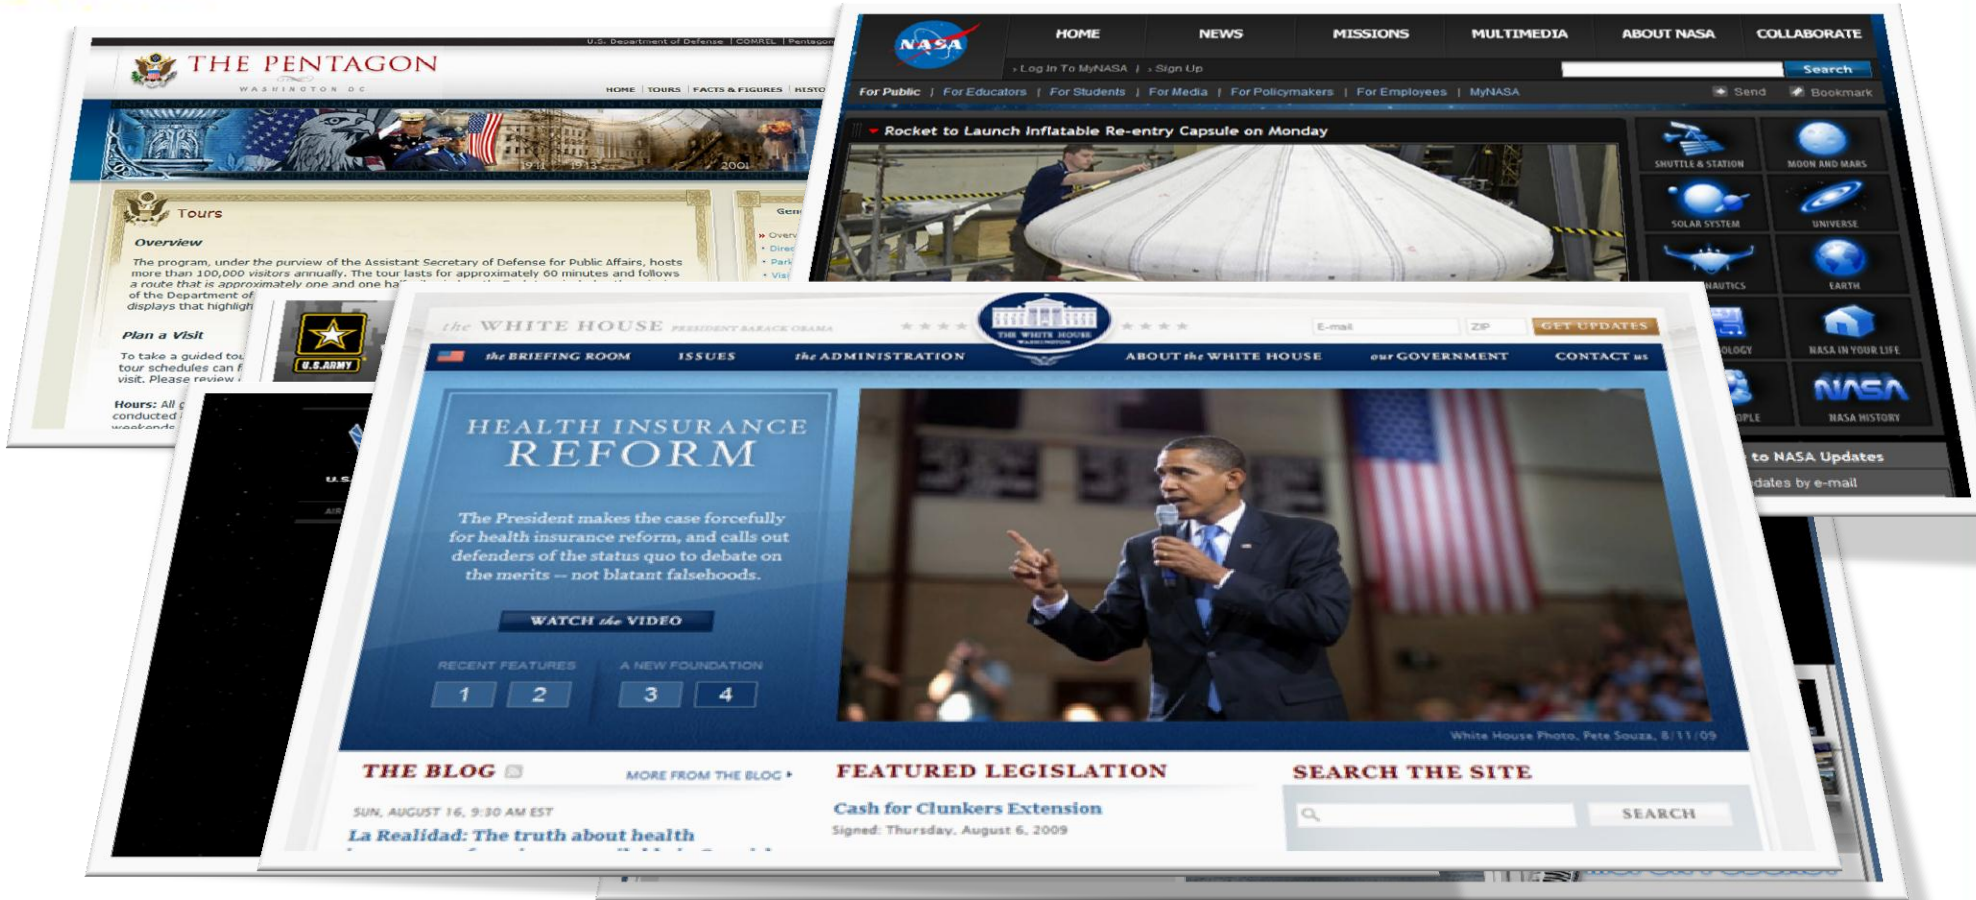 U.S. Department of Defense | COMREL | Pentagon
THE PENTAGON
WASHINGTON DC
HOME | TOURS | FACTS & FIGURES |
1941 1943 2001
Tours
Overview
The program, under the purview of the Assistant Secretary of Defense for Public Affairs, hosts
more than 100,000 visitors annually. The tour lasts for approximately 60 minutes and follows
a route that is approximately one and one
of the Department of
displays that highlight
Plan a Visit
To take a guided
tour schedules can
visit. Please review
Hours: All
conducted
weekends
NASA
HOME NEWS MISSIONS MULTIMEDIA ABOUT NASA COLLABORATE
› Log In To MyNASA | › Sign Up
Search
For Public | For Educators | For Students | For Media | For Policymakers | For Employees | MyNASA
Send Bookmark
Rocket to Launch Inflatable Re-entry Capsule on Monday
SHUTTLE & STATION MOON AND MARS
SOLAR SYSTEM UNIVERSE
EARTH
NASA IN YOUR LIFE
NASA
NASA HISTORY
to NASA Updates
by e-mail
U.S.ARMY
the WHITE HOUSE PRESIDENT BARACK OBAMA
THE WHITE HOUSE
WASHINGTON
E-mail ZIP GET UPDATES
the BRIEFING ROOM ISSUES the ADMINISTRATION ABOUT the WHITE HOUSE our GOVERNMENT CONTACT us
HEALTH INSURANCE
REFORM
The President makes the case forcefully
for health insurance reform, and calls out
defenders of the status quo to debate on
the merits -- not blatant falsehoods.
WATCH the VIDEO
RECENT FEATURES A NEW FOUNDATION
1 2 3 4
White House Photo, Pete Souza, 8/11/09
THE BLOG MORE FROM THE BLOG
SUN, AUGUST 16, 9:30 AM EST
La Realidad: The truth about health
FEATURED LEGISLATION
Cash for Clunkers Extension
Signed: Thursday, August 6, 2009
SEARCH THE SITE
SEARCH